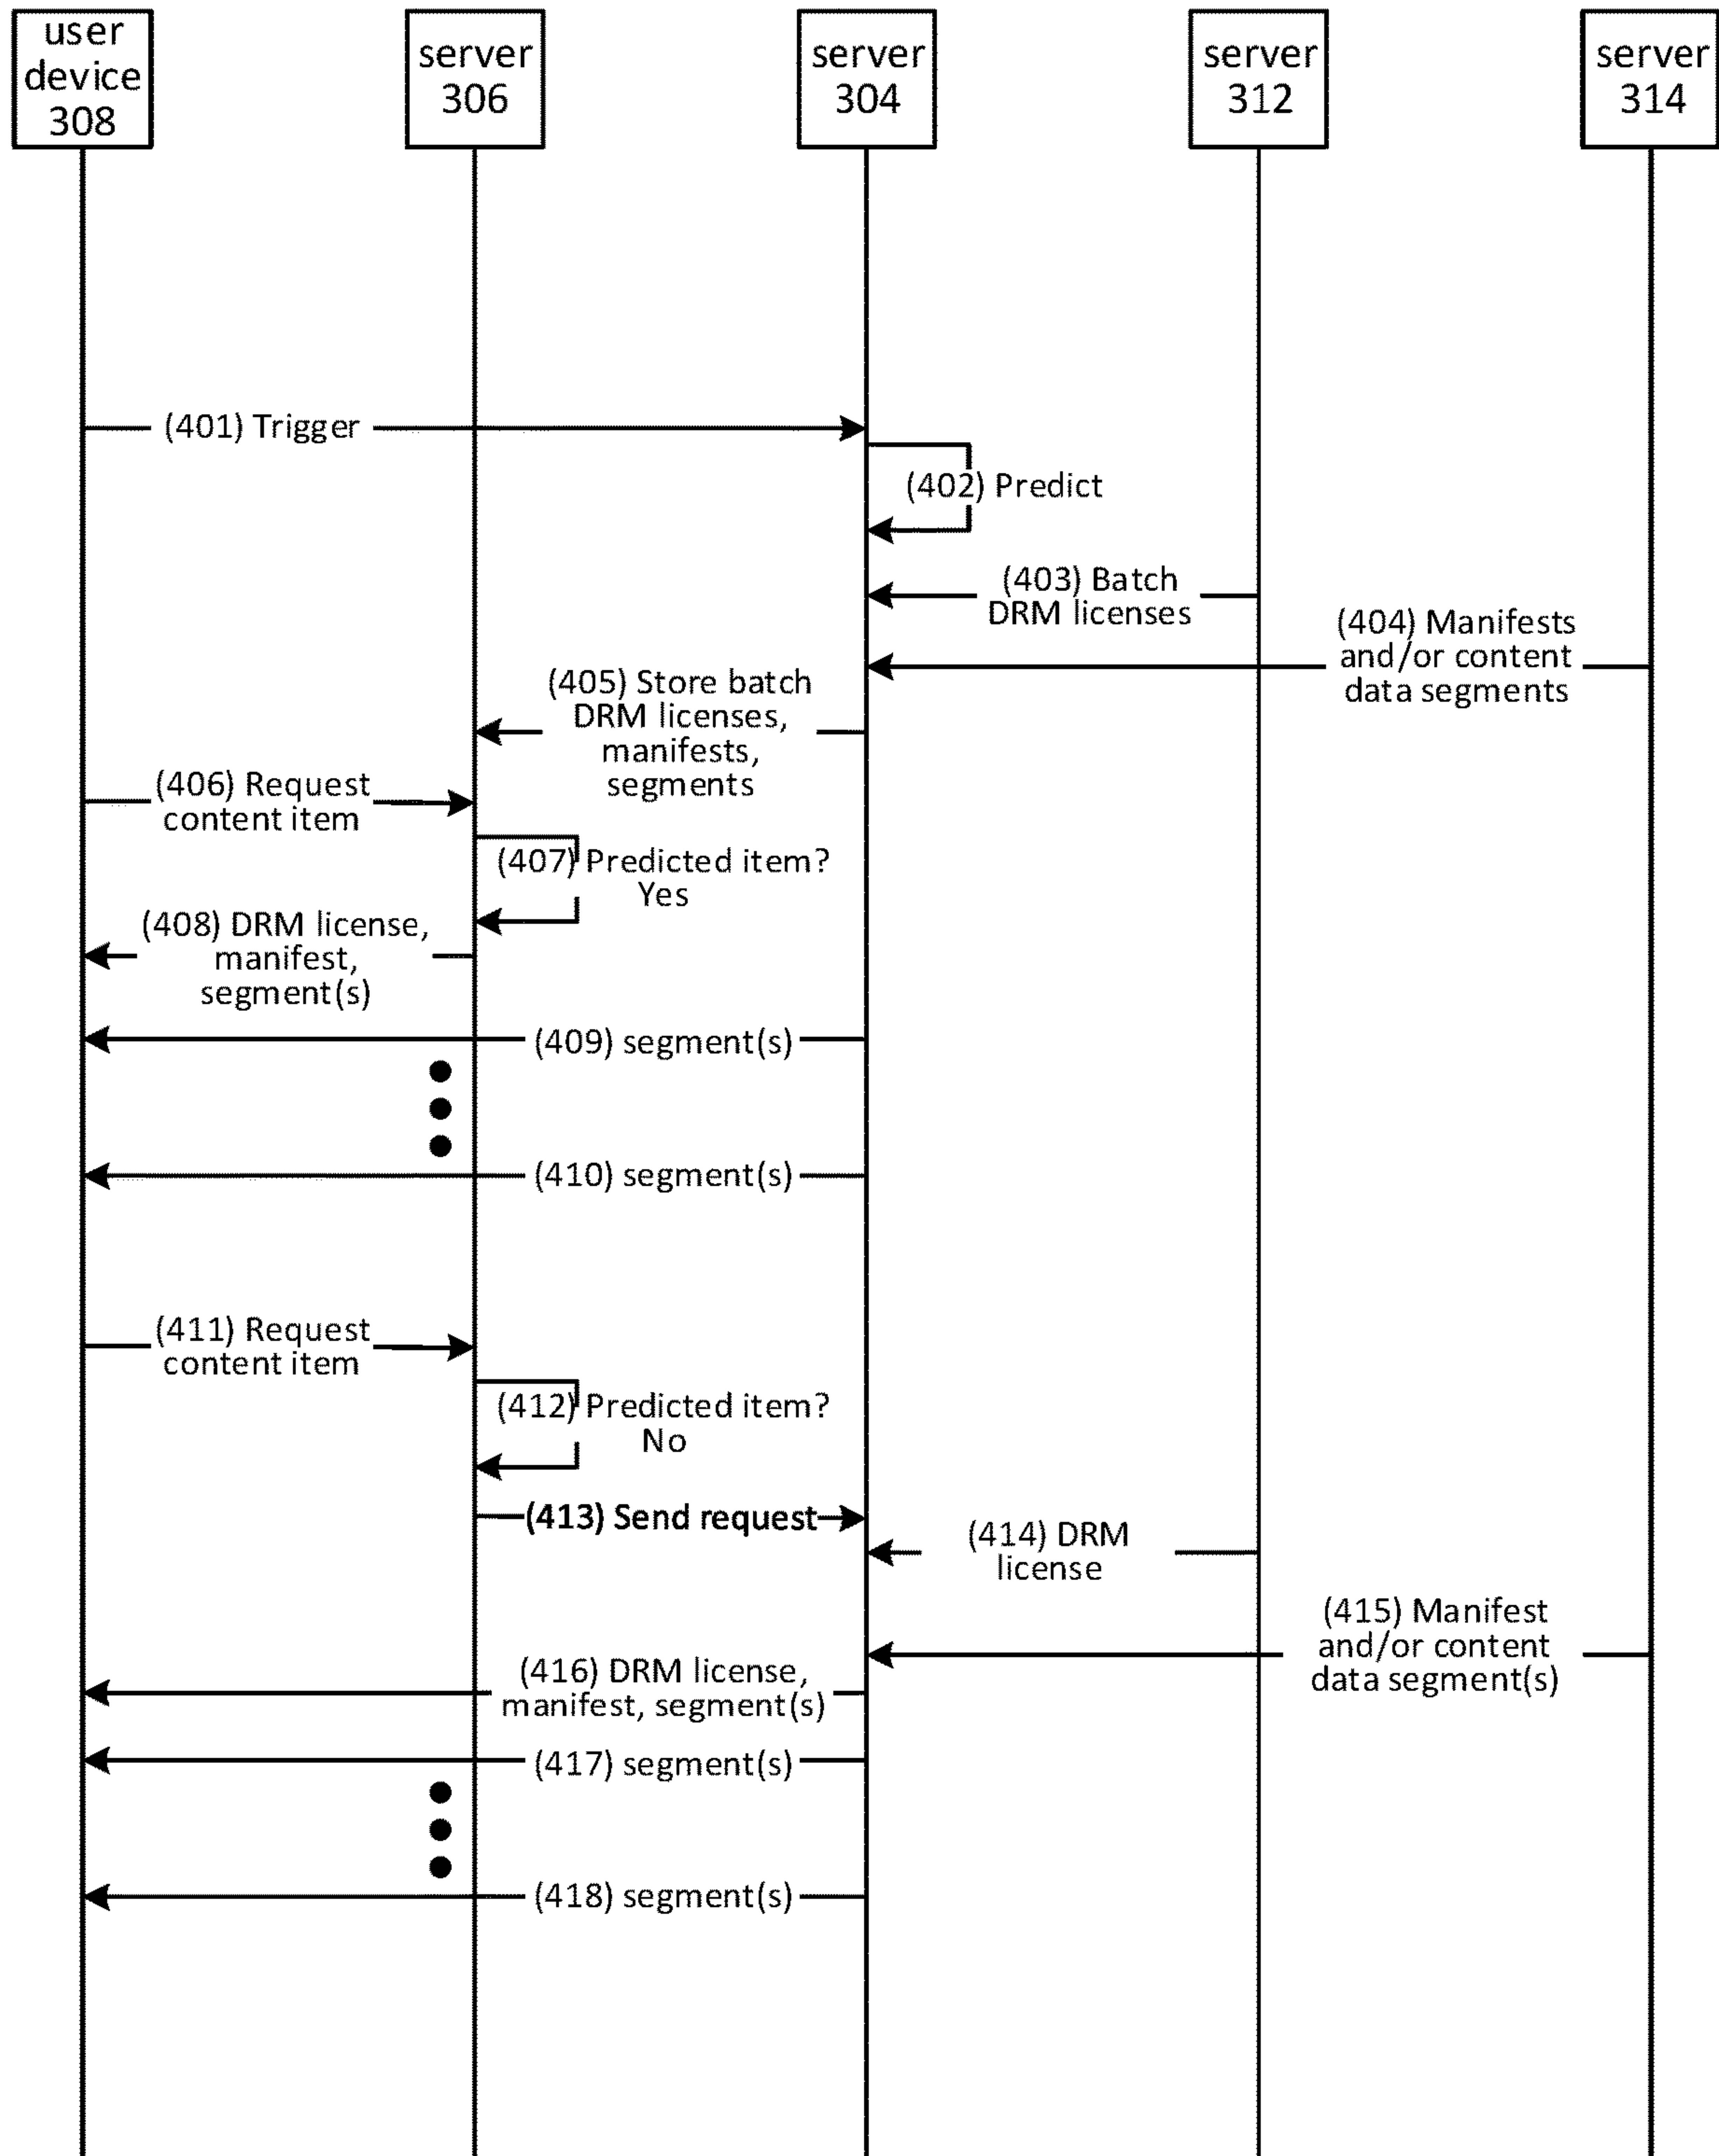 user
device
308
server
306
server
304
server
312
server
314
(401) Trigger
(402) Predict
(403) Batch
DRM licenses
(404) Manifests
and/or content
data segments
(405) Store batch
DRM licenses,
manifests,
segments
(406) Request
content item
(407) Predicted item?
Yes
(408) DRM license,
manifest,
segment(s)
(409) segment(s)
(410) segment(s)
(411) Request
content item
(412) Predicted item?
No
(413) Send request
(414) DRM
license
(415) Manifest
and/or content
data segment(s)
(416) DRM license,
manifest, segment(s)
(417) segment(s)
(418) segment(s)